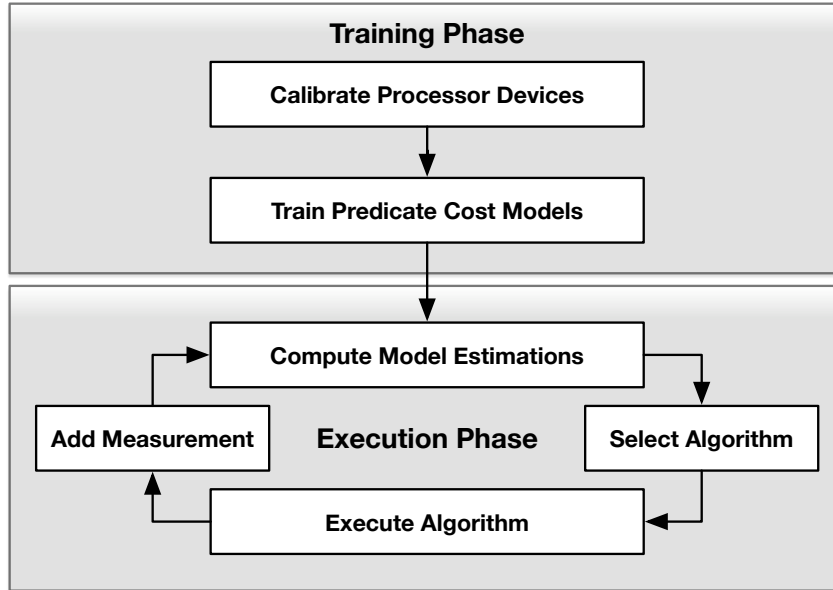 Training Phase
Calibrate Processor Devices
Train Predicate Cost Models
Compute Model Estimations
Add Measurement
Execution Phase
Select Algorithm
Execute Algorithm